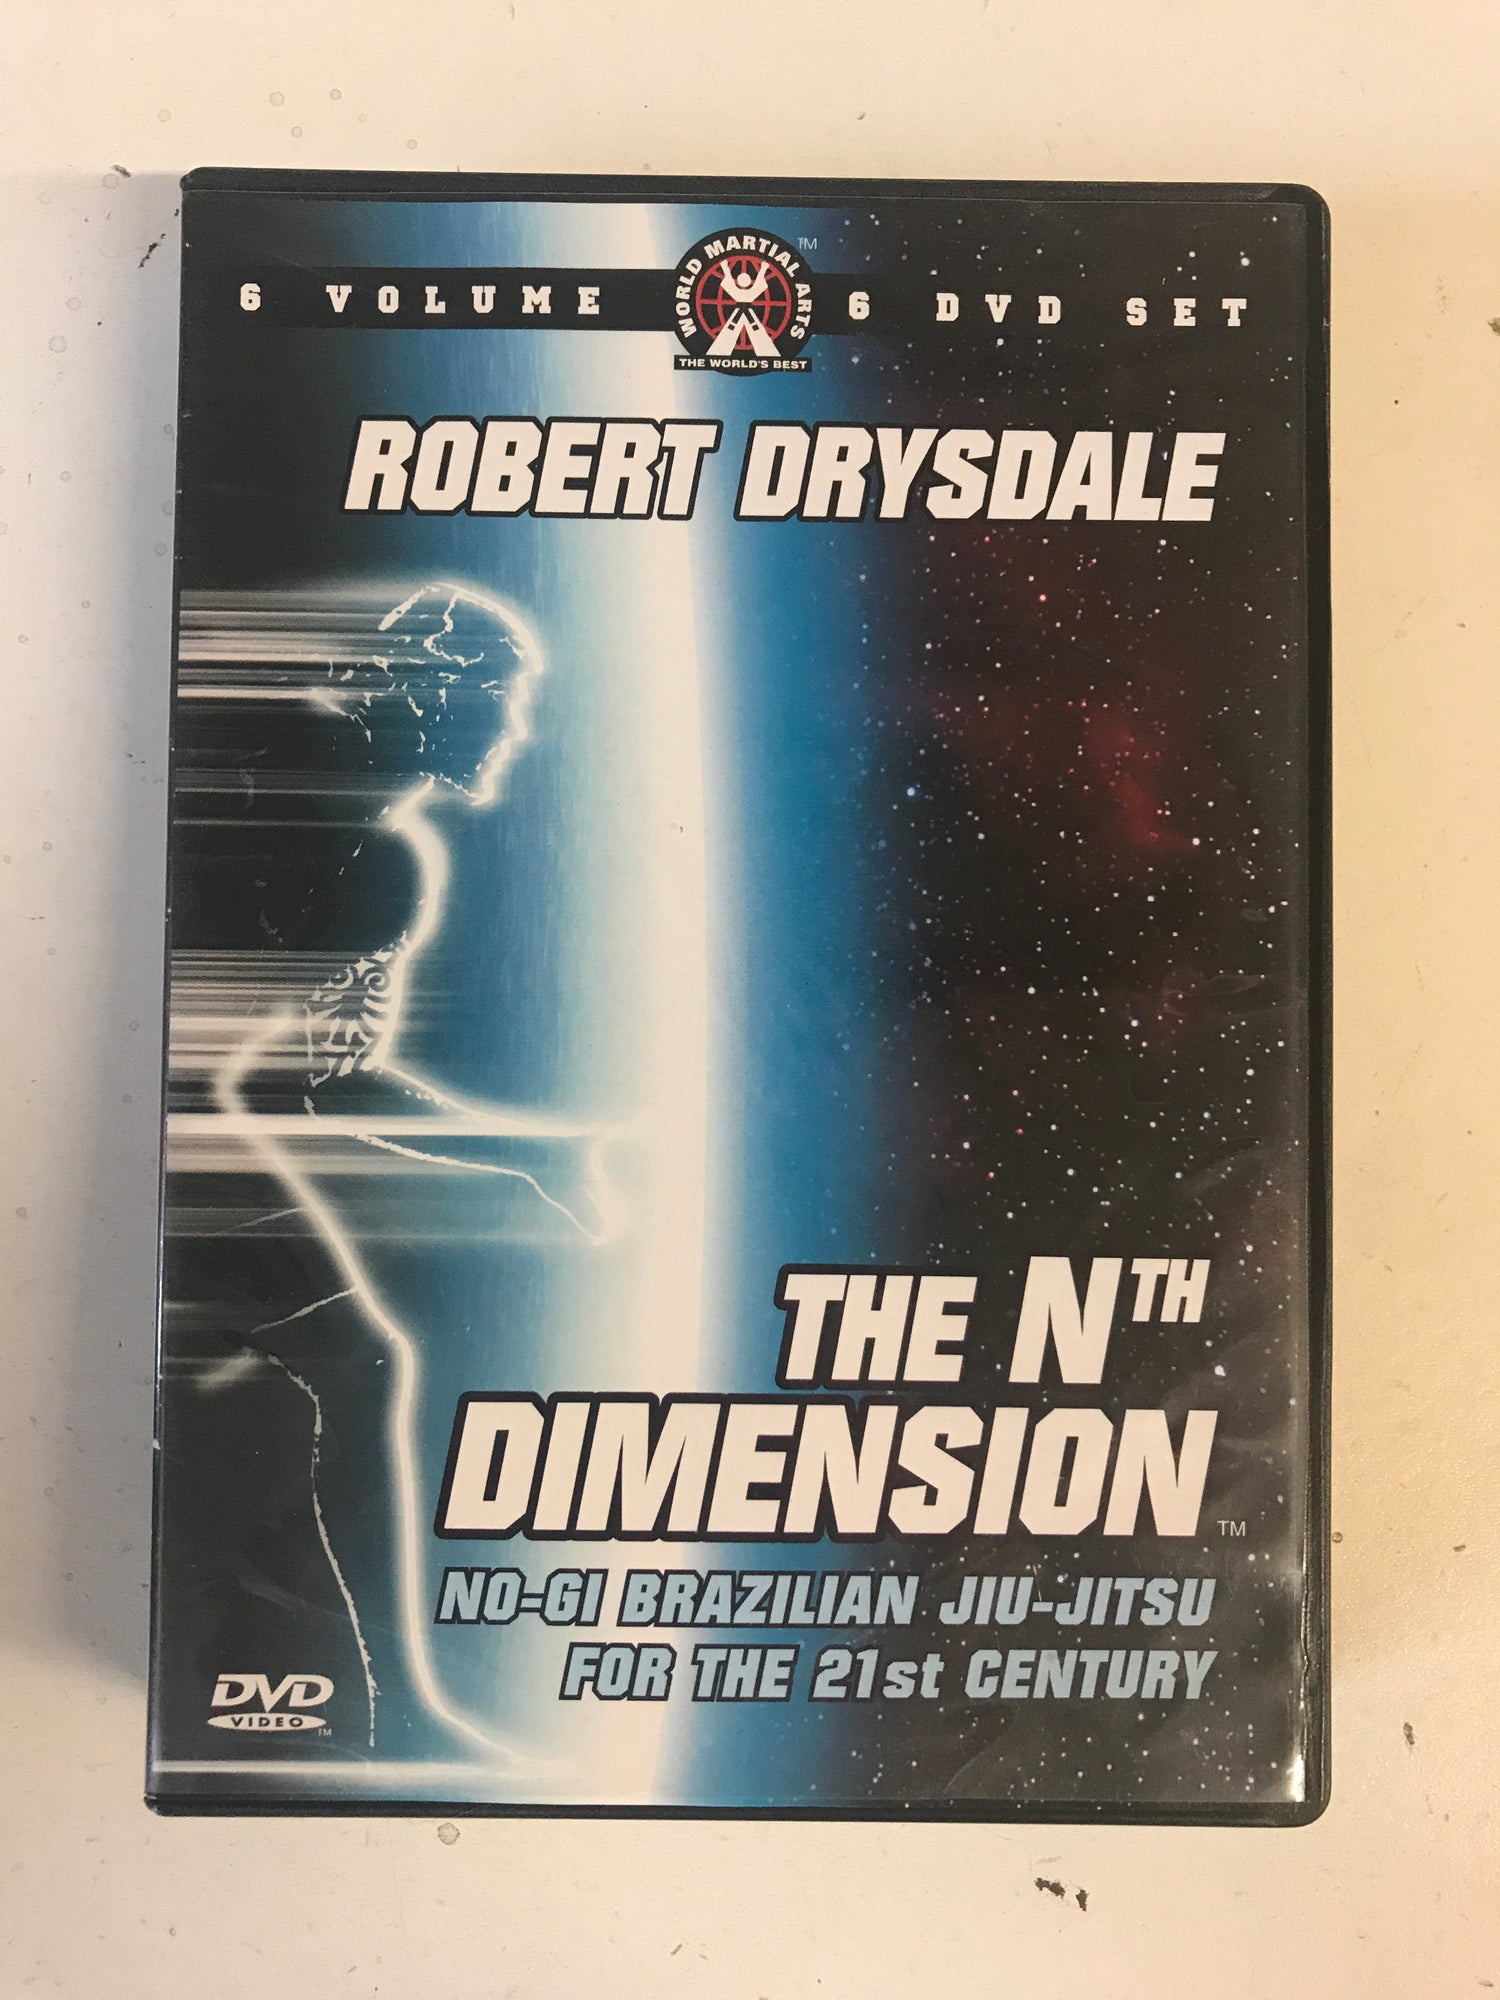 6 VOLUME 6 DVD SET
WORLD MARTIAL ARTS ™
THE WORLD'S BEST
ROBERT DRYSDALE
THE NTH
DIMENSION ™
NO-GI BRAZILIAN JIU-JITSU
FOR THE 21st CENTURY
DVD
VIDEO ™